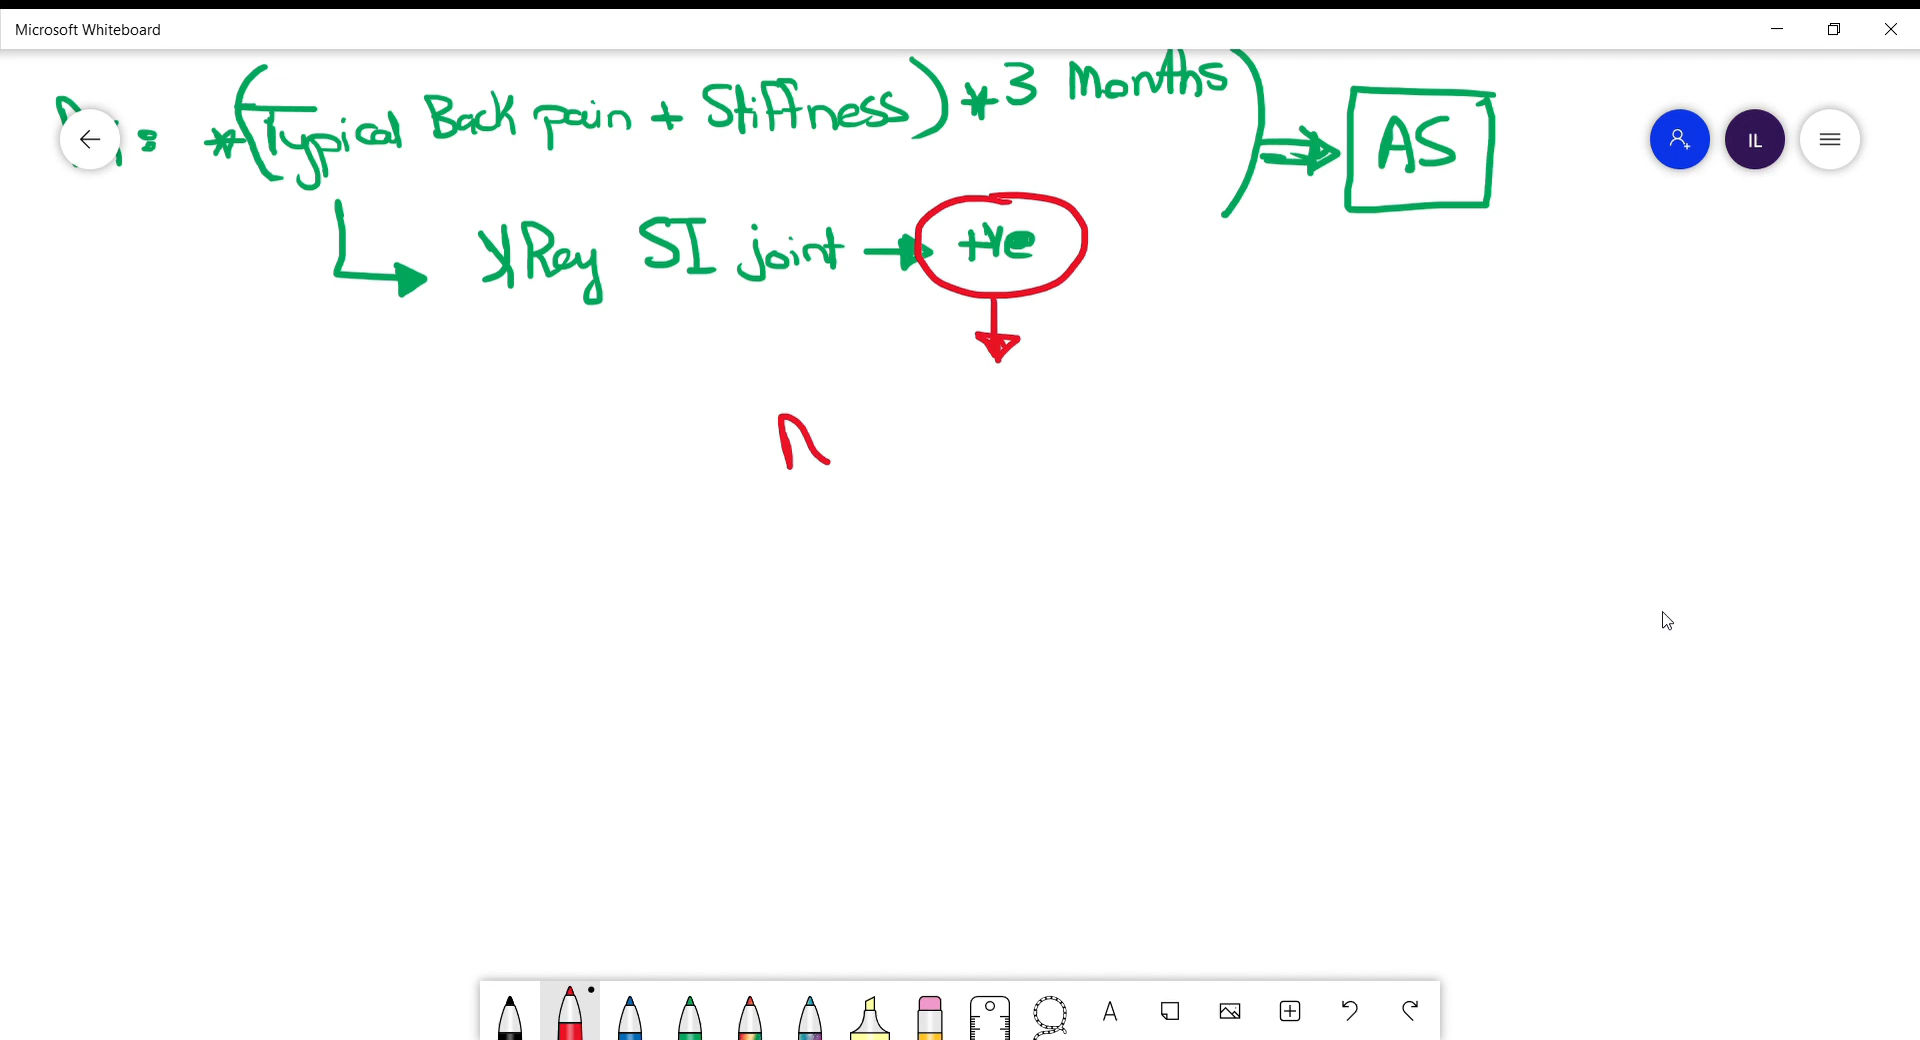 Microsoft Whiteboard
: * (Typical Back pain + Stiffness) * 3 Months) ⇒ AS
IL
XRay SI joint → +ve
A